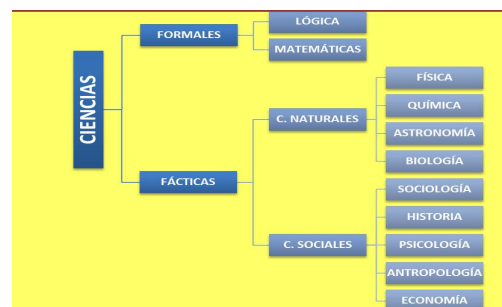 CIENCIAS
FORMALES
LÓGICA
MATEMÁTICAS
FÁCTICAS
C. NATURALES
FÍSICA
QUÍMICA
ASTRONOMÍA
BIOLOGÍA
C. SOCIALES
SOCIOLOGÍA
HISTORIA
PSICOLOGÍA
ANTROPOLOGÍA
ECONOMÍA